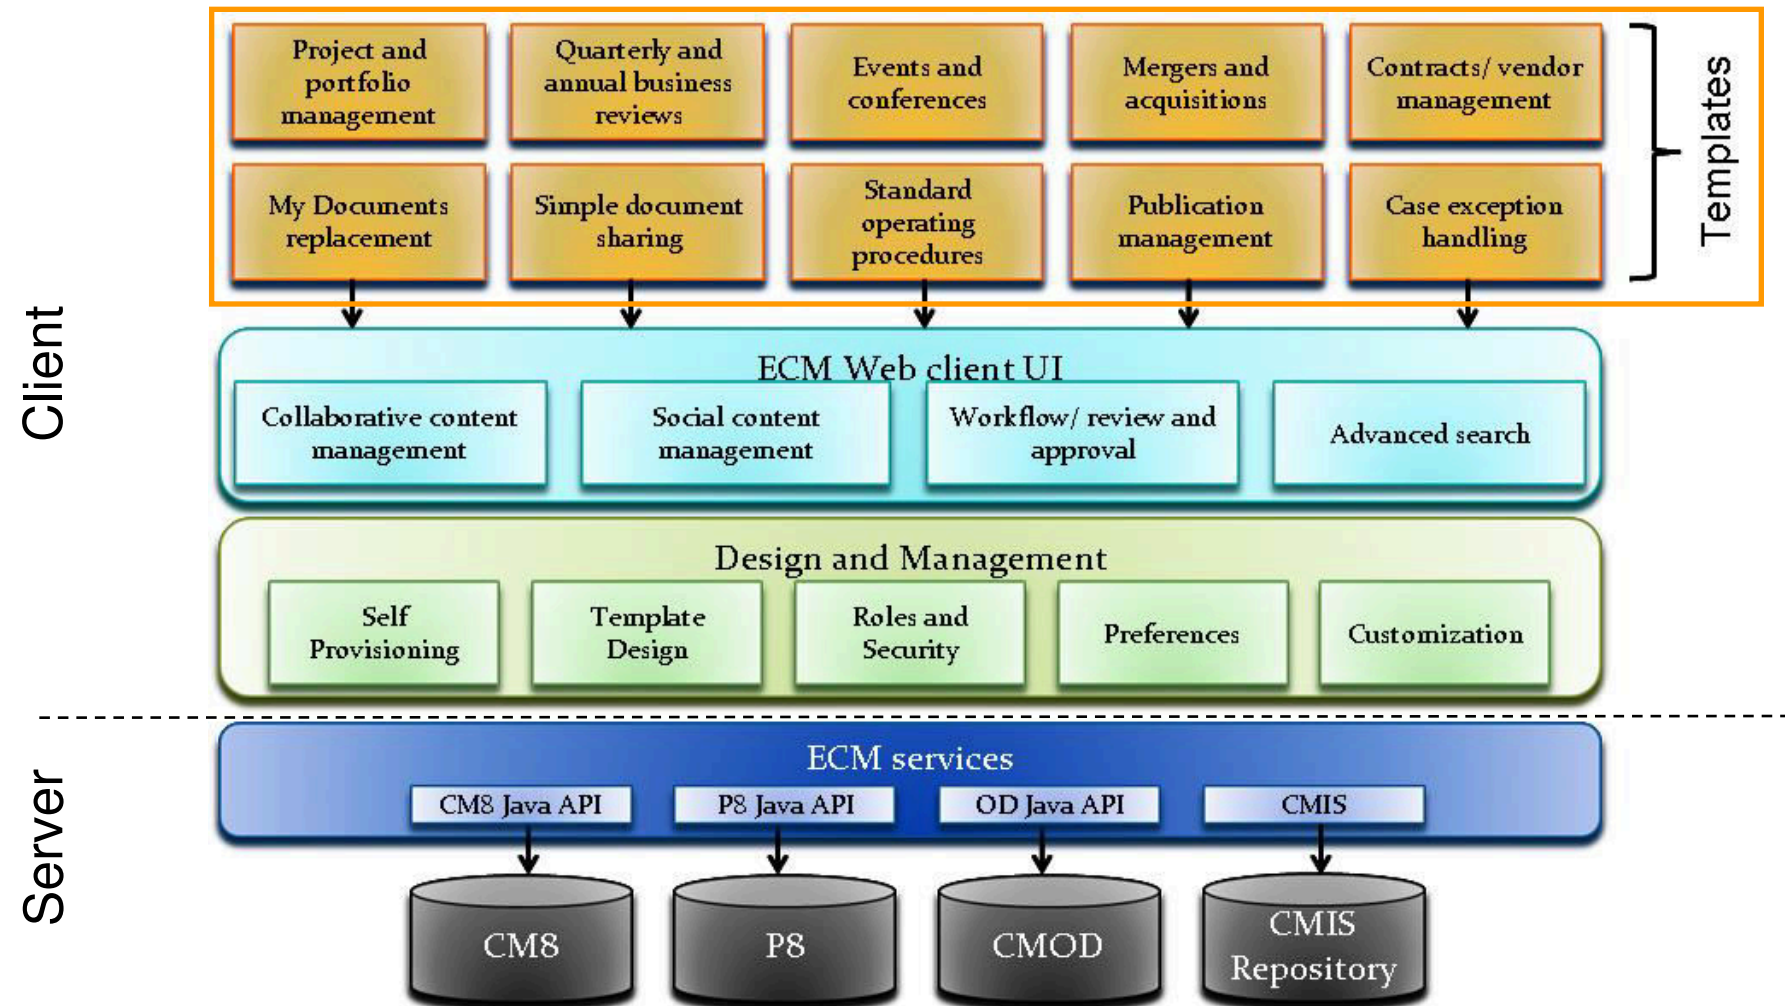 Project and
portfolio
management
Quarterly and
annual business
reviews
Events and
conferences
Mergers and
acquisitions
Contracts/ vendor
management
Templates
My Documents
replacement
Simple document
sharing
Standard
operating
procedures
Publication
management
Case exception
handling
Client
ECM Web client UI
Collaborative content
management
Social content
management
Workflow/ review and
approval
Advanced search
Design and Management
Self
Provisioning
Template
Design
Roles and
Security
Preferences
Customization
Server
ECM services
CM8 Java API
P8 Java API
OD Java API
CMIS
CM8
P8
CMOD
CMIS
Repository